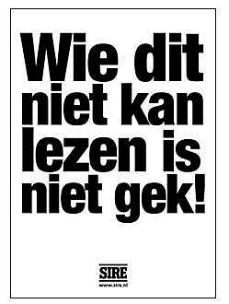 Wie dit
niet kan
lezen is
niet gek!
SIRE
www.sire.nl